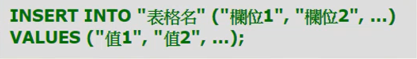 INSERT INTO "表格名" ("欄位1", "欄位2", ...)
VALUES ("值1", "值2", ...);